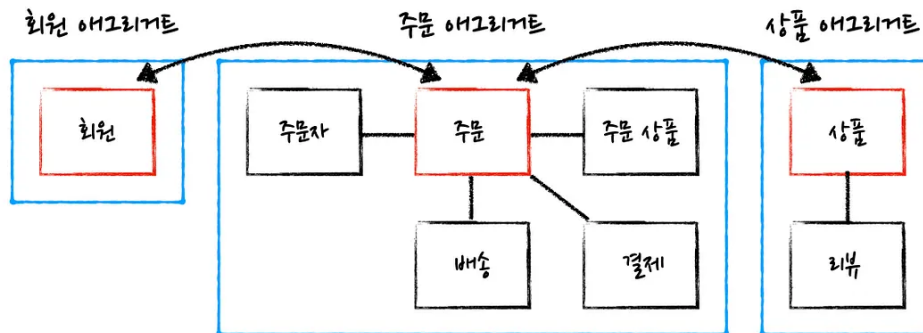 회원 애그리거트
주문 애그리거트
상품 애그리거트
회원
주문자
주문
주문 상품
상품
배송
결제
리뷰